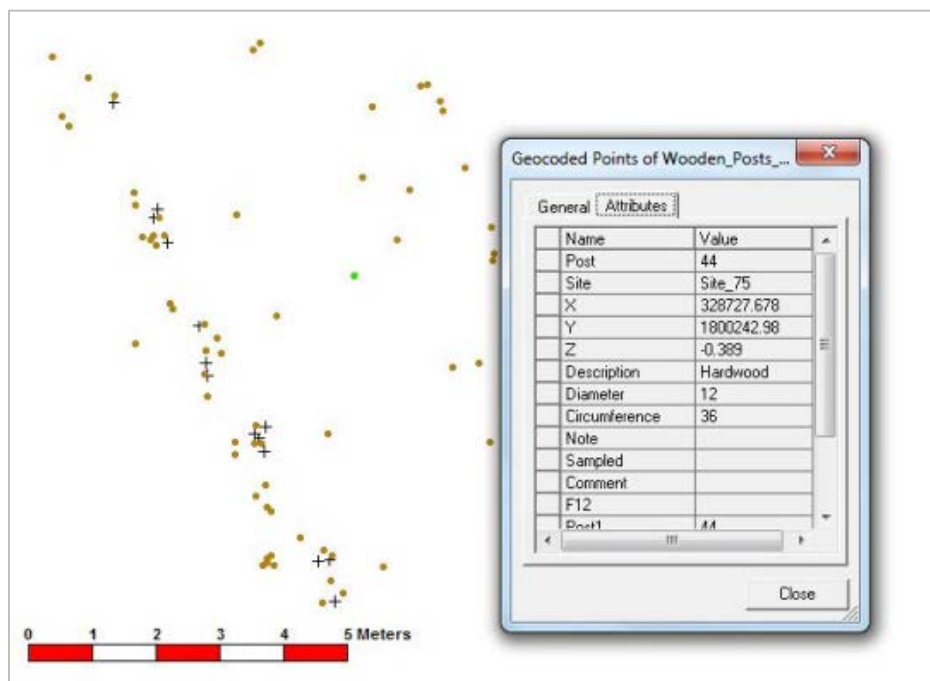 Geocoded Points of Wooden_Posts_...
General Attributes
Name Value
Post 44
Site Site_75
X 328727.678
Y 1800242.98
Z -0.389
Description Hardwood
Diameter 12
Circumference 36
Note
Sampled
Comment
F12
Post1 44
Close
0 1 2 3 4 5 Meters